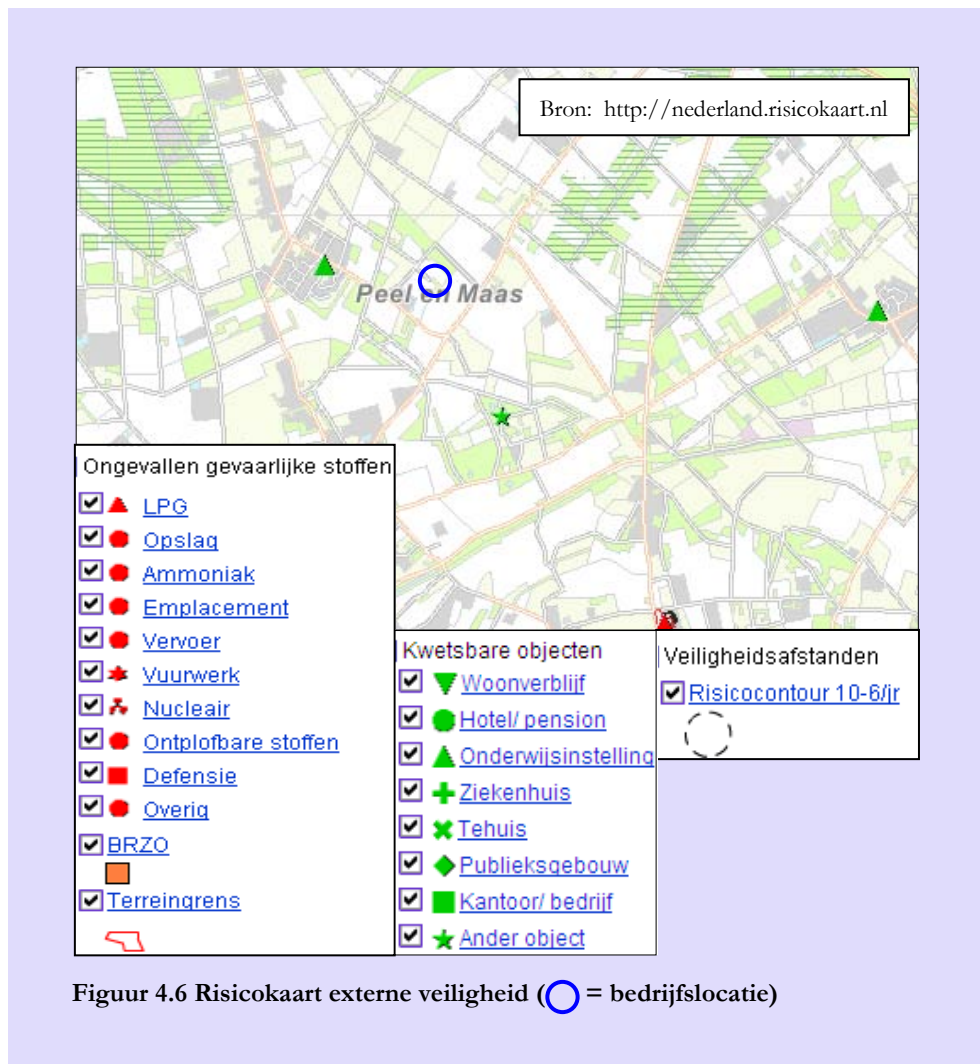 Bron: http://nederland.risicokaart.nl
Peel en Maas
Ongevallen gevaarlijke stoffen
LPG
Opslag
Ammoniak
Emplacement
Vervoer
Vuurwerk
Nucleair
Ontplofbare stoffen
Defensie
Overig
BRZO
Terreingrens
Kwetsbare objecten
Woonverblijf
Hotel/ pension
Onderwijsinstelling
Ziekenhuis
Tehuis
Publieksgebouw
Kantoor/ bedrijf
Ander object
Veiligheidsafstanden
Risicocontour 10-6/jr
Figuur 4.6 Risicokaart externe veiligheid ( = bedrijfslocatie)